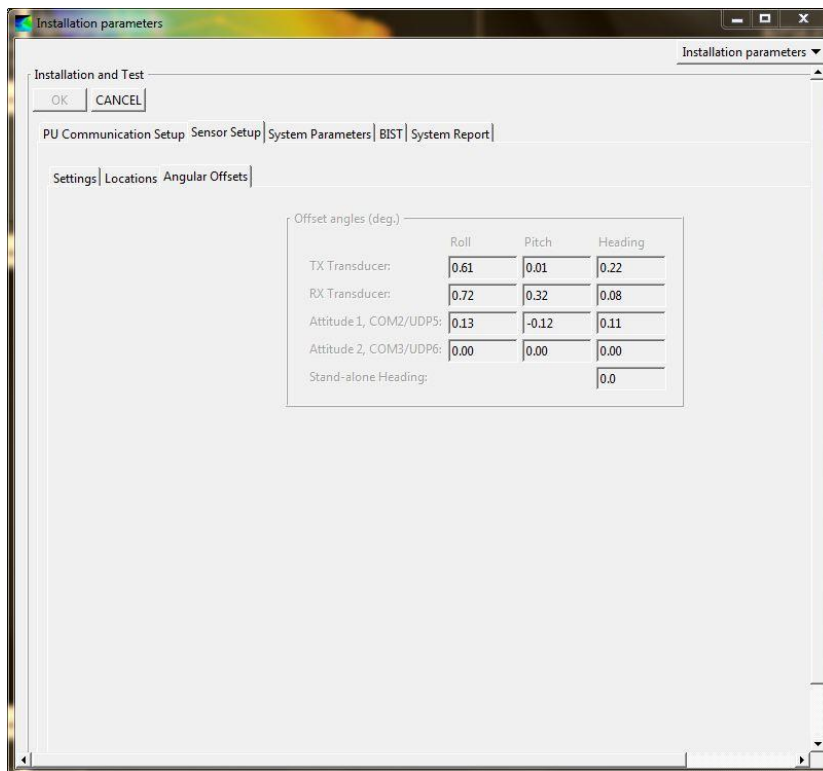 Installation parameters
Installation parameters
Installation and Test
OK CANCEL
PU Communication Setup Sensor Setup System Parameters BIST System Report
Settings Locations Angular Offsets
Offset angles (deg.)
Roll Pitch Heading
TX Transducer: 0.61 0.01 0.22
RX Transducer: 0.72 0.32 0.08
Attitude 1, COM2/UDP5: 0.13 -0.12 0.11
Attitude 2, COM3/UDP6: 0.00 0.00 0.00
Stand-alone Heading: 0.0